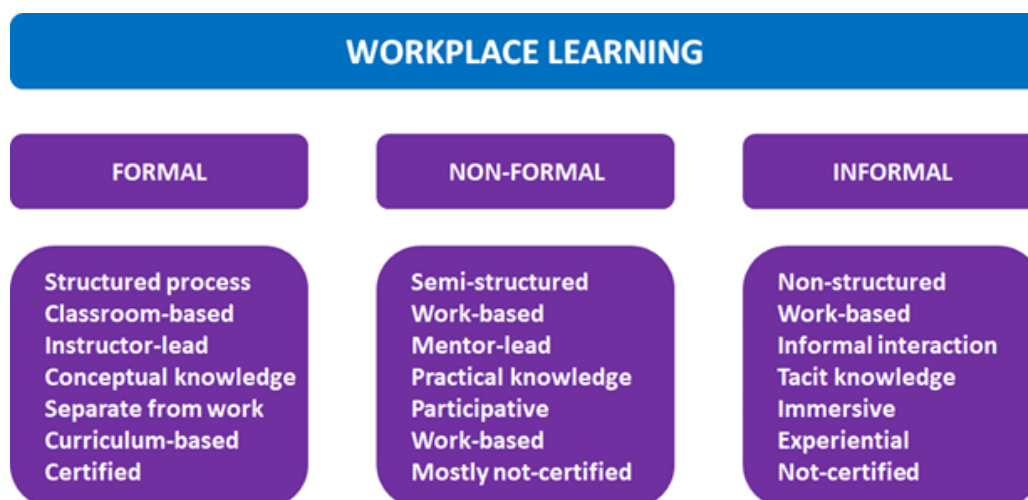 WORKPLACE LEARNING
FORMAL
Structured process
Classroom-based
Instructor-lead
Conceptual knowledge
Separate from work
Curriculum-based
Certified
NON-FORMAL
Semi-structured
Work-based
Mentor-lead
Practical knowledge
Participative
Work-based
Mostly not-certified
INFORMAL
Non-structured
Work-based
Informal interaction
Tacit knowledge
Immersive
Experiential
Not-certified